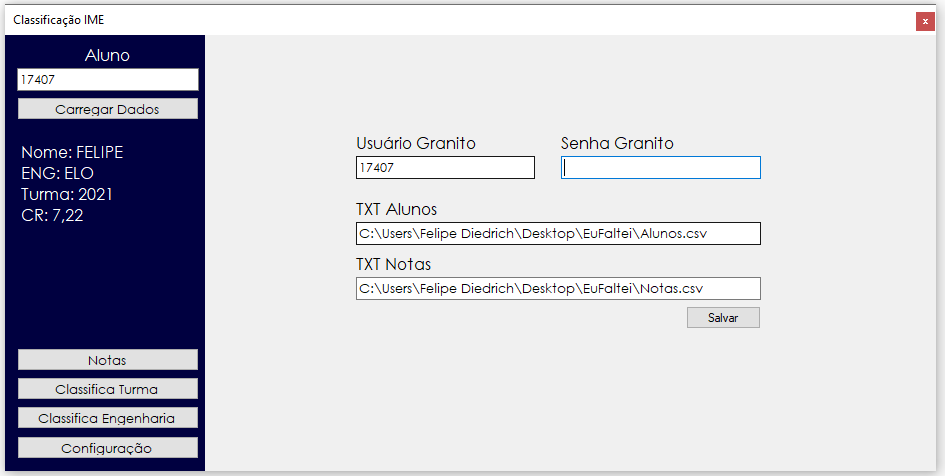 Classificação IME
x
Aluno
17407
Carregar Dados
Nome: FELIPE
ENG: ELO
Turma: 2021
CR: 7,22
Notas
Classifica Turma
Classifica Engenharia
Configuração
Usuário Granito
Senha Granito
17407
TXT Alunos
C:\Users\Felipe Diedrich\Desktop\EuFaltei\Alunos.csv
TXT Notas
C:\Users\Felipe Diedrich\Desktop\EuFaltei\Notas.csv
Salvar